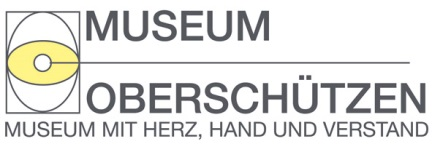 MUSEUM
OBERSCHÜTZEN
MUSEUM MIT HERZ, HAND UND VERSTAND